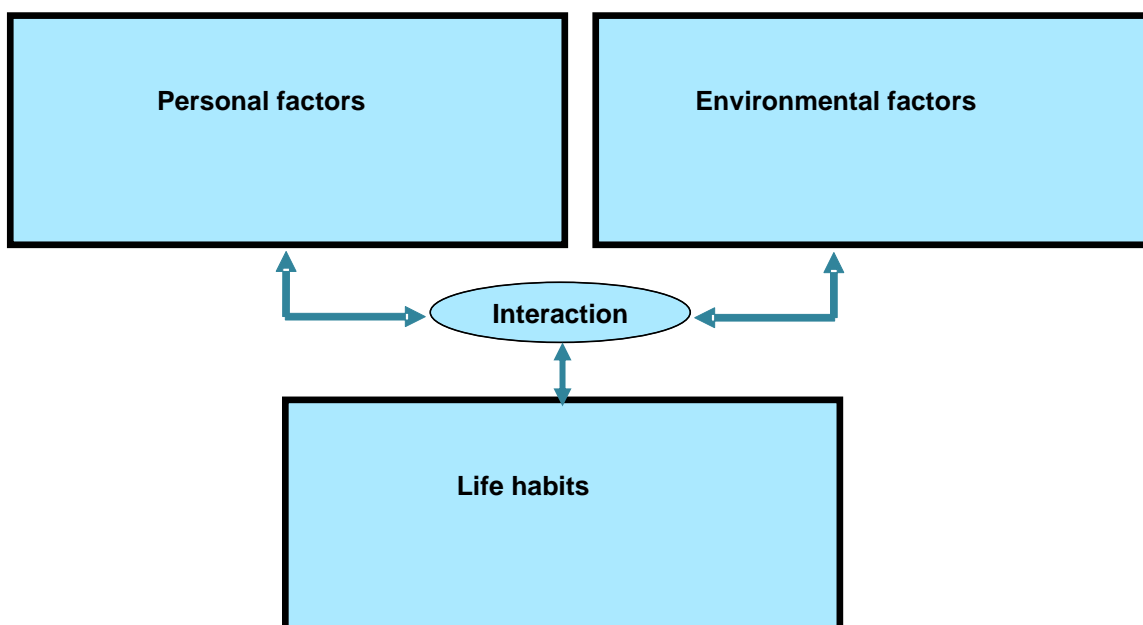 Personal factors
Environmental factors
Interaction
Life habits